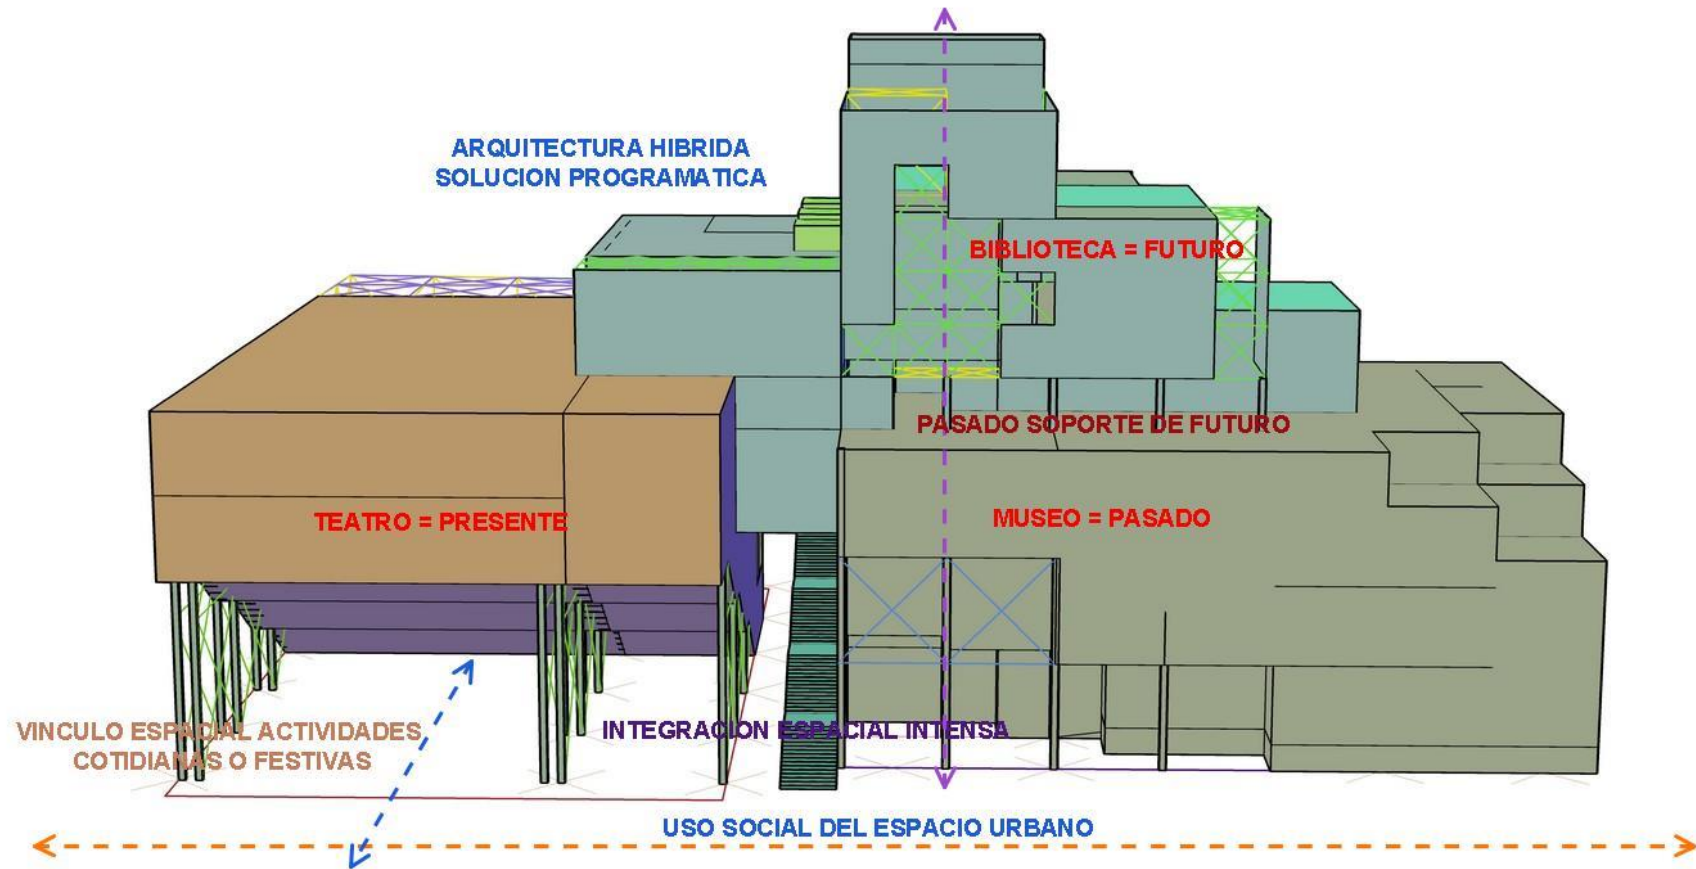 ARQUITECTURA HIBRIDA
SOLUCION PROGRAMATICA
BIBLIOTECA = FUTURO
PASADO SOPORTE DE FUTURO
TEATRO = PRESENTE
MUSEO = PASADO
VINCULO ESPACIAL ACTIVIDADES
COTIDIANAS O FESTIVAS
INTEGRACION ESPACIAL INTENSA
USO SOCIAL DEL ESPACIO URBANO